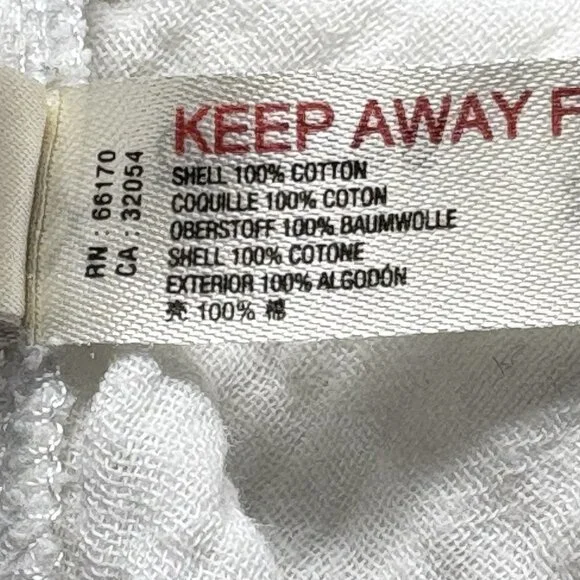 KEEP AWAY F
SHELL 100% COTTON
COQUILLE 100% COTON
OBERSTOFF 100% BAUMWOLLE
SHELL 100% COTONE
EXTERIOR 100% ALGODÓN
壳 100% 棉
RN : 66170
CA : 32054